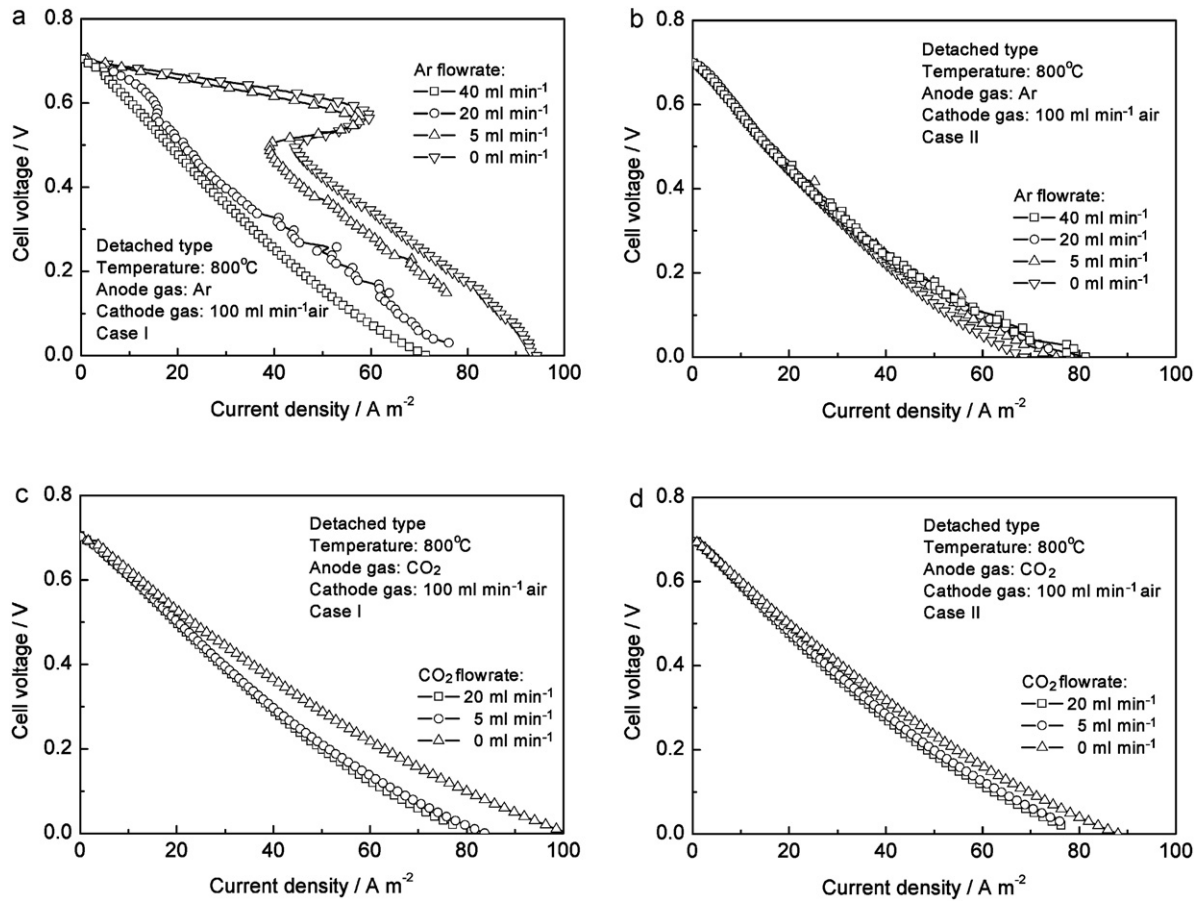 a
0.8
0.6
0.4
0.2
0.0
Cell voltage / V
0 20 40 60 80 100
Current density / A m⁻²
Ar flowrate:
40 ml min⁻¹
20 ml min⁻¹
5 ml min⁻¹
0 ml min⁻¹
Detached type
Temperature: 800°C
Anode gas: Ar
Cathode gas: 100 ml min⁻¹air
Case I
b
0.8
0.6
0.4
0.2
0.0
Cell voltage / V
0 20 40 60 80 100
Current density / A m⁻²
Detached type
Temperature: 800°C
Anode gas: Ar
Cathode gas: 100 ml min⁻¹ air
Case II
Ar flowrate:
40 ml min⁻¹
20 ml min⁻¹
5 ml min⁻¹
0 ml min⁻¹
c
0.8
0.6
0.4
0.2
0.0
Cell voltage / V
0 20 40 60 80 100
Current density / A m⁻²
Detached type
Temperature: 800°C
Anode gas: CO₂
Cathode gas: 100 ml min⁻¹ air
Case I
CO₂ flowrate:
20 ml min⁻¹
5 ml min⁻¹
0 ml min⁻¹
d
0.8
0.6
0.4
0.2
0.0
Cell voltage / V
0 20 40 60 80 100
Current density / A m⁻²
Detached type
Temperature: 800°C
Anode gas: CO₂
Cathode gas: 100 ml min⁻¹ air
Case II
CO₂ flowrate:
20 ml min⁻¹
5 ml min⁻¹
0 ml min⁻¹